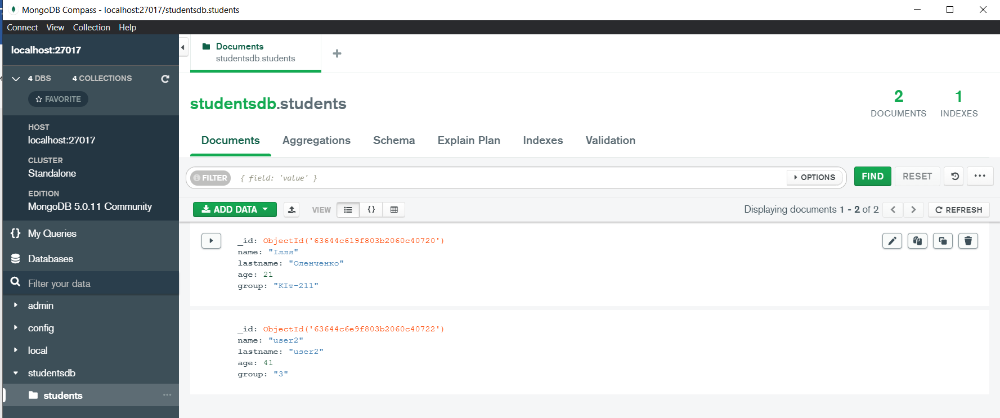 MongoDB Compass - localhost:27017/studentsdb.students
Connect View Collection Help
localhost:27017
4 DBS 4 COLLECTIONS
FAVORITE
HOST
localhost:27017
CLUSTER
Standalone
EDITION
MongoDB 5.0.11 Community
{} My Queries
Databases
Filter your data
admin
config
local
studentsdb
students
Documents
studentsdb.students
studentsdb.students
2
DOCUMENTS
1
INDEXES
Documents Aggregations Schema Explain Plan Indexes Validation
FILTER { field: 'value' } OPTIONS FIND RESET
ADD DATA VIEW {} Displaying documents 1 - 2 of 2 REFRESH
_id: ObjectId('63644c619f803b2060c40720')
name: "Ілля"
lastname: "Оленченко"
age: 21
group: "КІт-211"
_id: ObjectId('63644c6e9f803b2060c40722')
name: "user2"
lastname: "user2"
age: 41
group: "3"